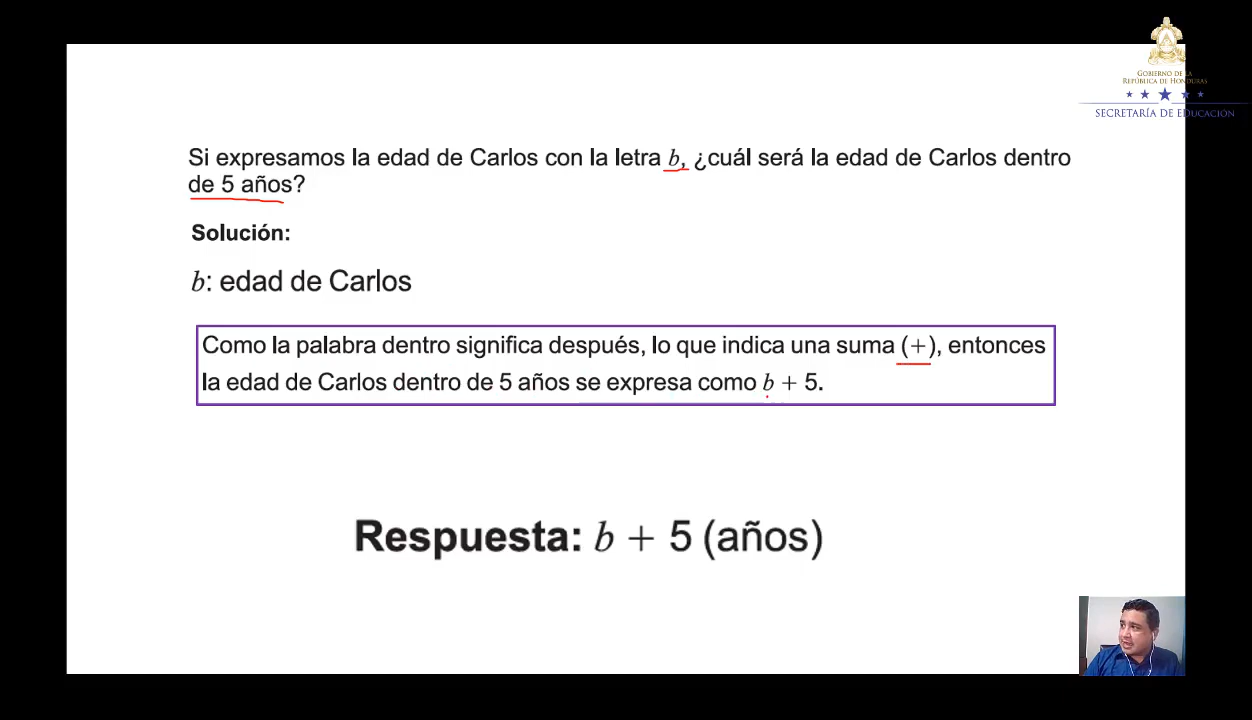 GOBIERNO DE LA
REPÚBLICA DE HONDURAS
SECRETARÍA DE EDUCACIÓN
Si expresamos la edad de Carlos con la letra b, ¿cuál será la edad de Carlos dentro
de 5 años?
Solución:
b: edad de Carlos
Como la palabra dentro significa después, lo que indica una suma (+), entonces
la edad de Carlos dentro de 5 años se expresa como b + 5.
Respuesta: b + 5 (años)